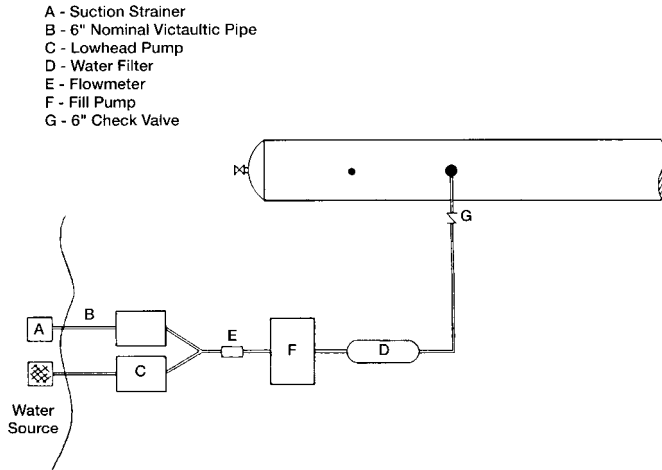 A - Suction Strainer
B - 6" Nominal Victaultic Pipe
C - Lowhead Pump
D - Water Filter
E - Flowmeter
F - Fill Pump
G - 6" Check Valve
G
B
E
A
F
D
C
Water
Source